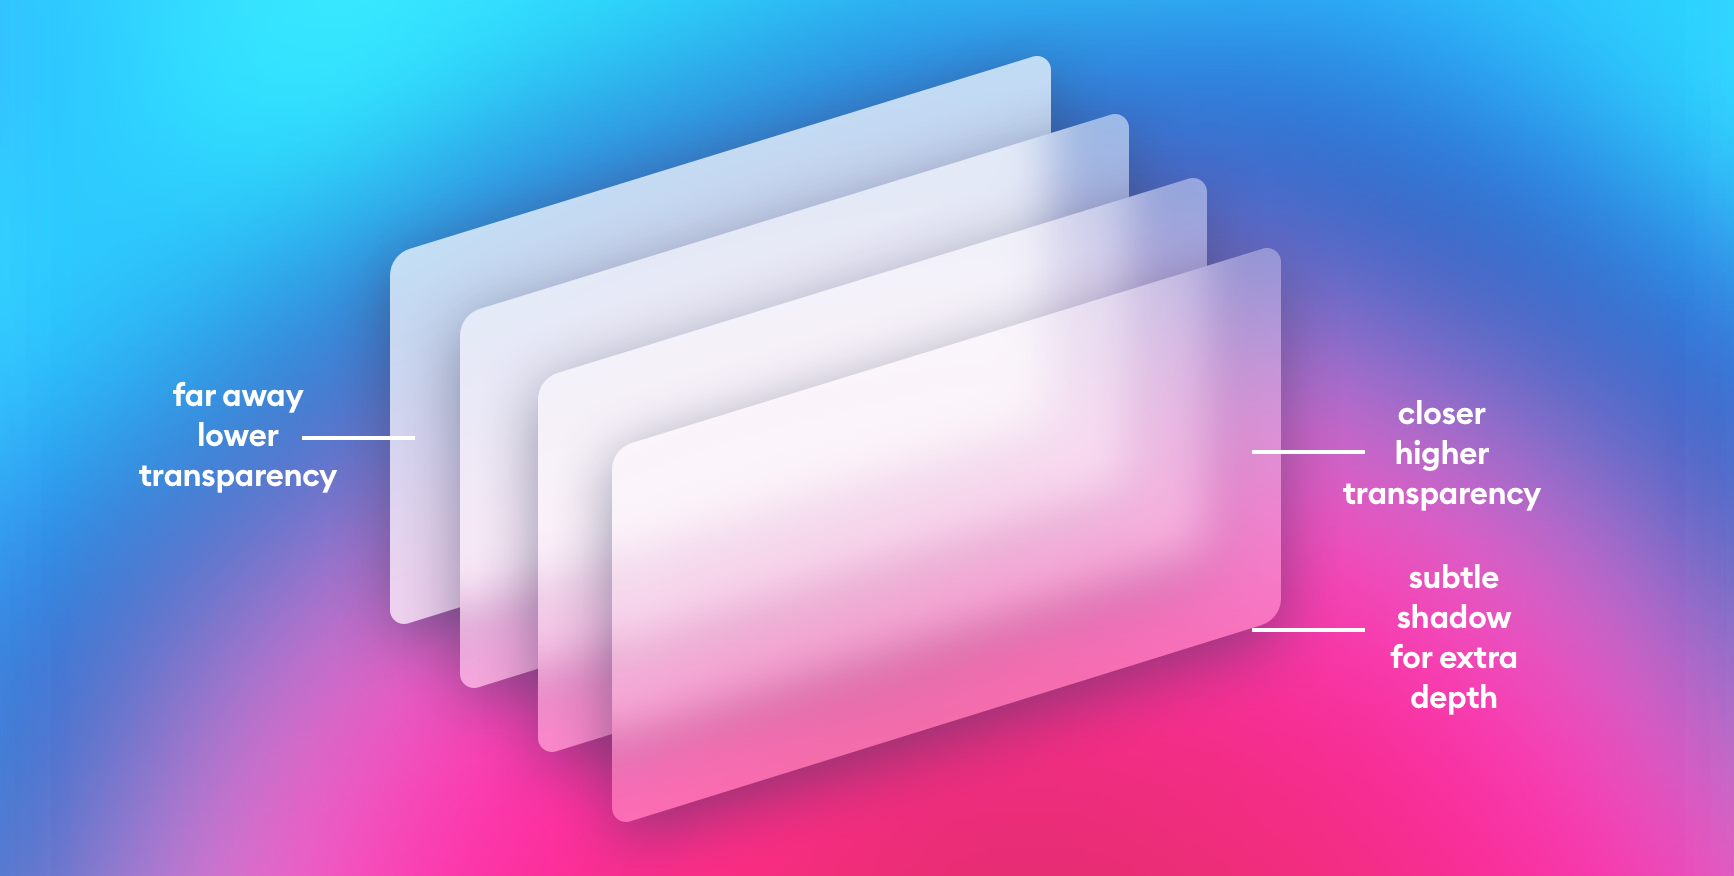 far away
lower
transparency
closer
higher
transparency
subtle
shadow
for extra
depth